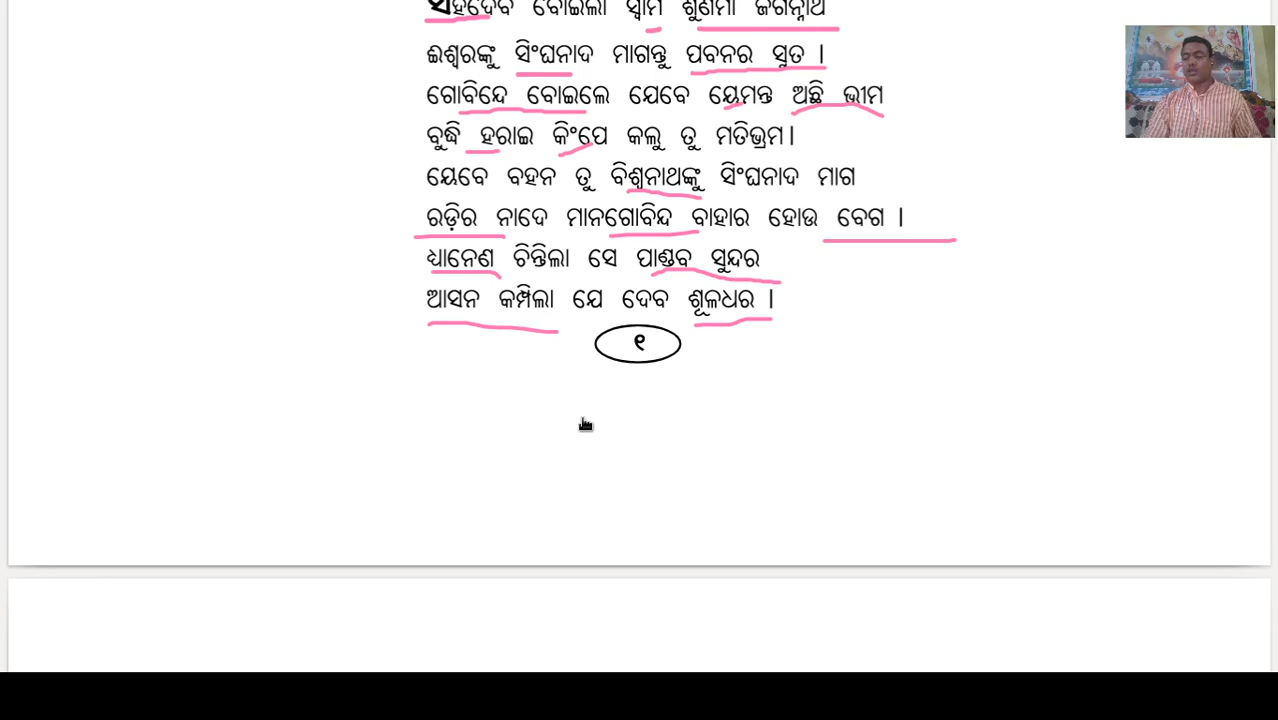 ସହଦେବ ବୋଇଲା ସ୍ୱାମୀ ଶୁଣିମା ଜଗନ୍ନାଥ
ଈଶ୍ୱରଙ୍କୁ ସିଂଘନାଦ ମାଗନ୍ତୁ ପବନର ସୁତ ।
ଗୋବିନ୍ଦେ ବୋଇଲେ ଯେବେ ୟେମନ୍ତ ଅଛି ଭୀମ
ବୁଦ୍ଧି ହରାଇ କିଂପେ କଲୁ ତୁ ମତିଭ୍ରମ।
ୟେବେ ବହନ ତୁ ବିଶ୍ୱନାଥଙ୍କୁ ସିଂଘନାଦ ମାଗ
ରଡ଼ିର ନାଦେ ମାନଗୋବିନ୍ଦ ବାହାର ହୋଉ ବେଗ ।
ଧ୍ୟାନେଣ ଚିନ୍ତିଲା ସେ ପାଣ୍ଡବ ସୁନ୍ଦର
ଆସନ କମ୍ପିଲା ଯେ ଦେବ ଶୂଳଧର ।
୧